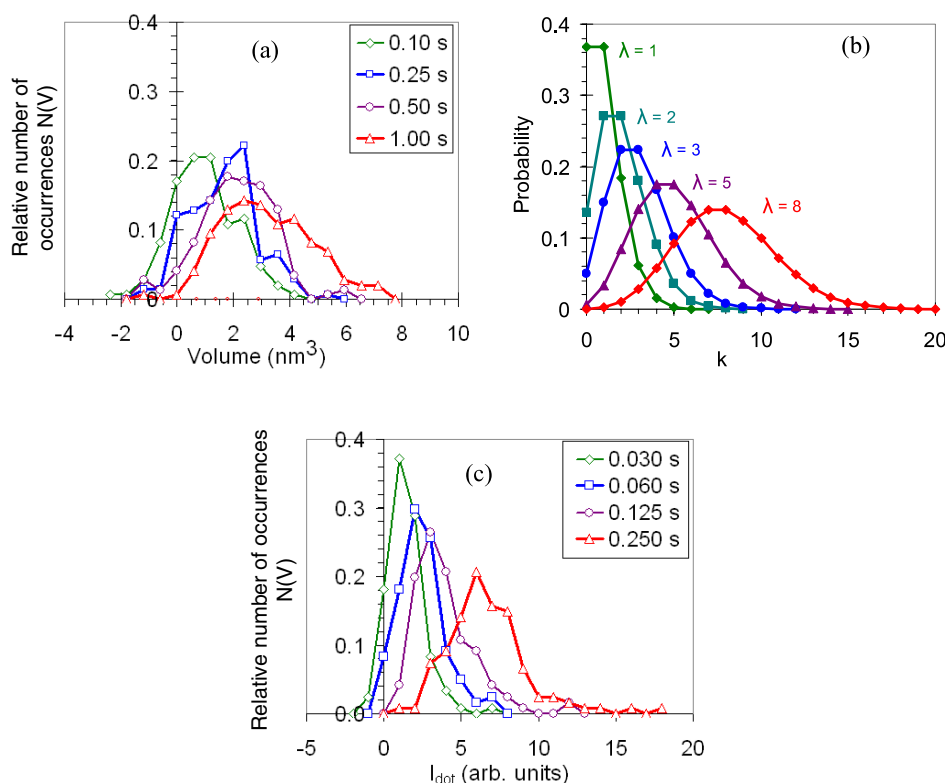 0.4
0.3
0.2
0.1
0
-4
-2
0
2
4
6
8
10
Relative number of
occurrences N(V)
Volume (nm³)
(a)
0.10 s
0.25 s
0.50 s
1.00 s
0.4
0.3
0.2
0.1
0
0
5
10
15
20
Probability
k
(b)
λ = 1
λ = 2
λ = 3
λ = 5
λ = 8
0.4
0.3
0.2
0.1
0.0
-5
0
5
10
15
20
Relative number of occurrences
N(V)
I_dot (arb. units)
(c)
0.030 s
0.060 s
0.125 s
0.250 s